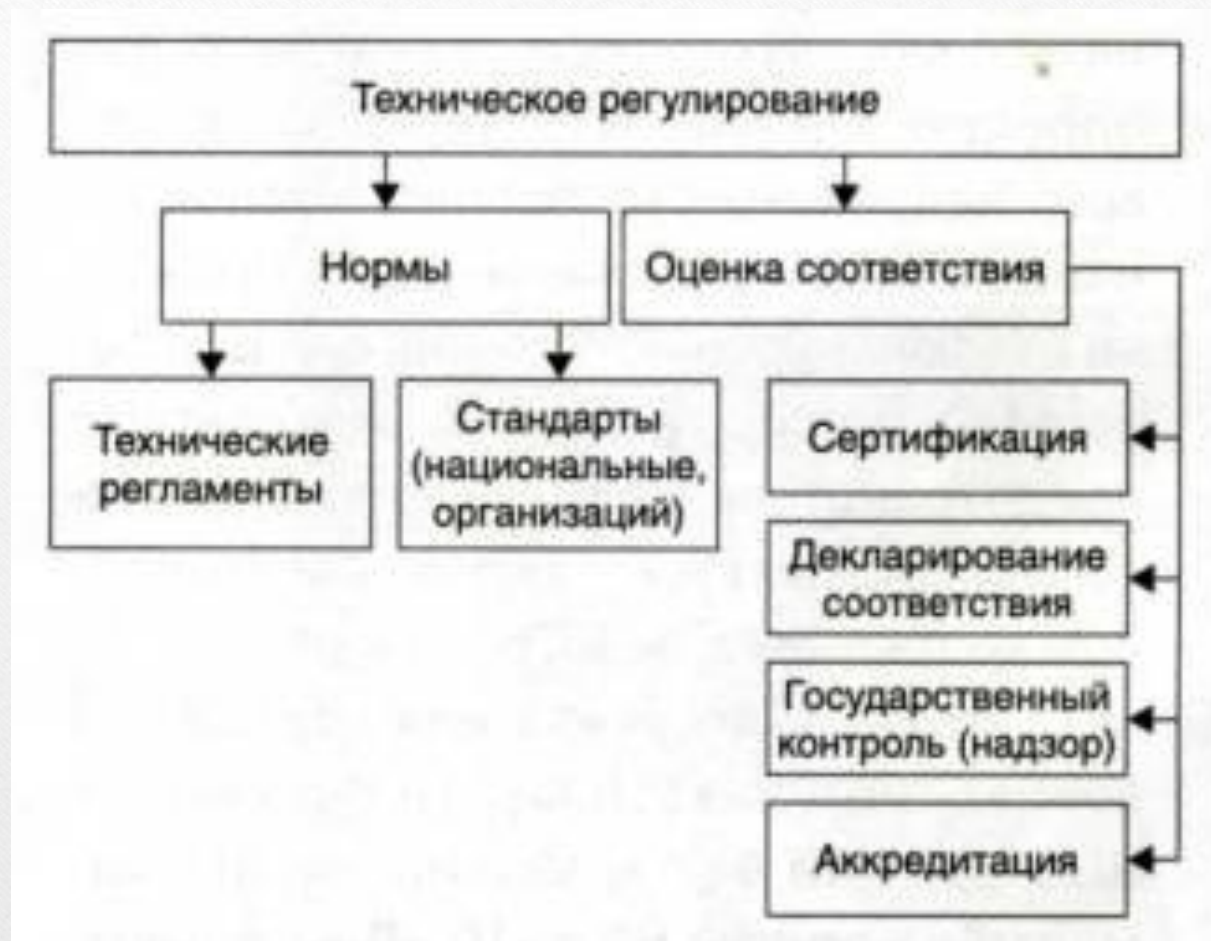 Техническое регулирование
Нормы
Оценка соответствия
Технические
регламенты
Стандарты
(национальные,
организаций)
Сертификация
Декларирование
соответствия
Государственный
контроль (надзор)
Аккредитация